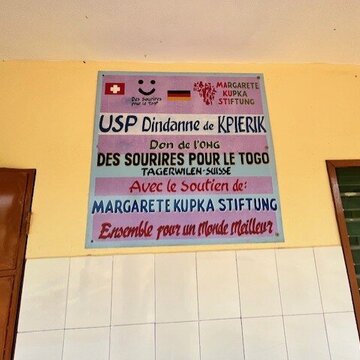 Des Sourires
pour le Togo
MARGARETE
KUPKA
STIFTUNG
USP Dindanne de KPIERIK
Don de l'ONG
DES SOURIRES POUR LE TOGO
TAGERWILEN-SUISSE
Avec le Soutien de:
MARGARETE KUPKA STIFTUNG
Ensemble pour un Monde Meilleur